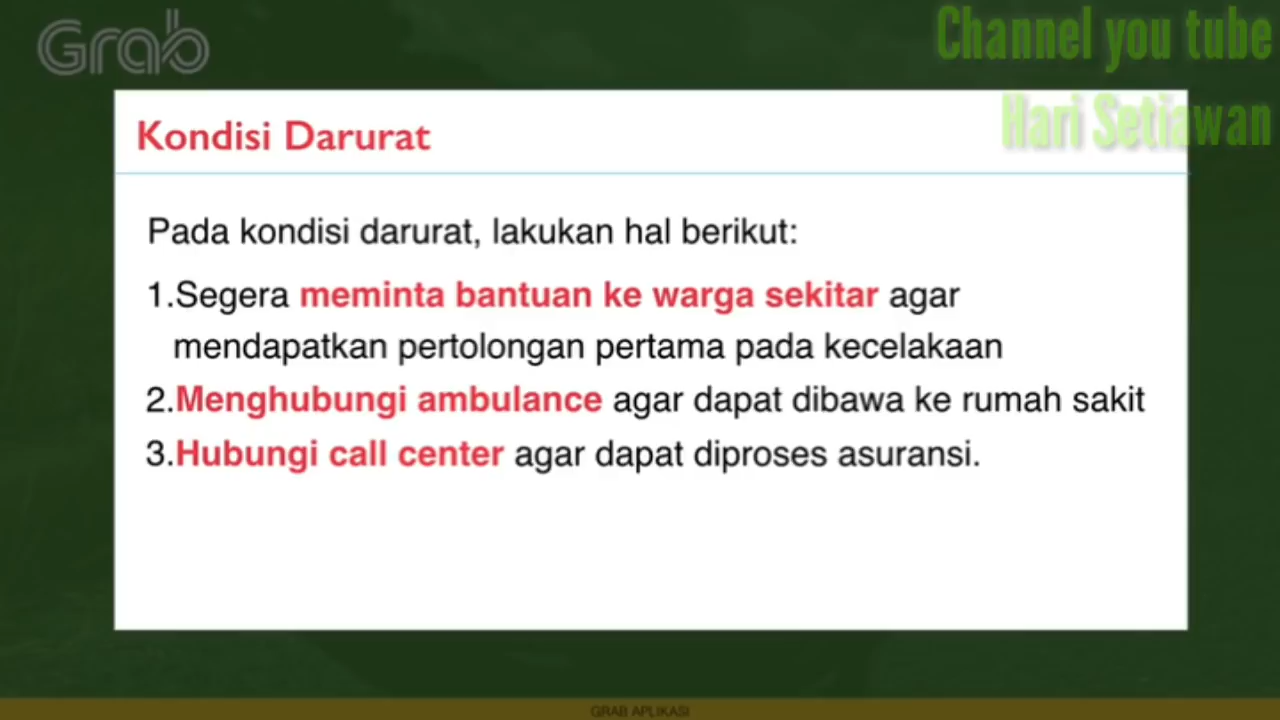 Grab
Channel you tube
Hari Setiawan
Kondisi Darurat
Pada kondisi darurat, lakukan hal berikut:
1.Segera meminta bantuan ke warga sekitar agar
mendapatkan pertolongan pertama pada kecelakaan
2.Menghubungi ambulance agar dapat dibawa ke rumah sakit
3.Hubungi call center agar dapat diproses asuransi.
GRAB APLIKASI